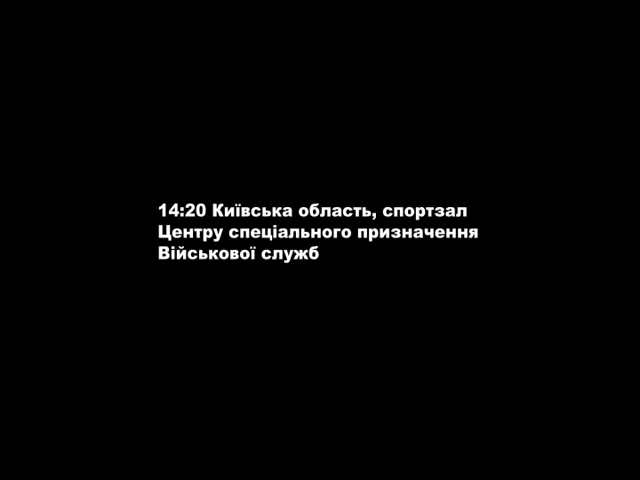 14:20 Київська область, спортзал
Центру спеціального призначення
Військової служб